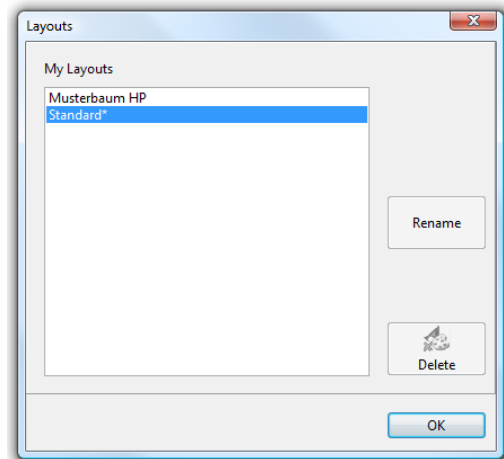 Layouts
My Layouts
Musterbaum HP
Standard*
Rename
Delete
OK